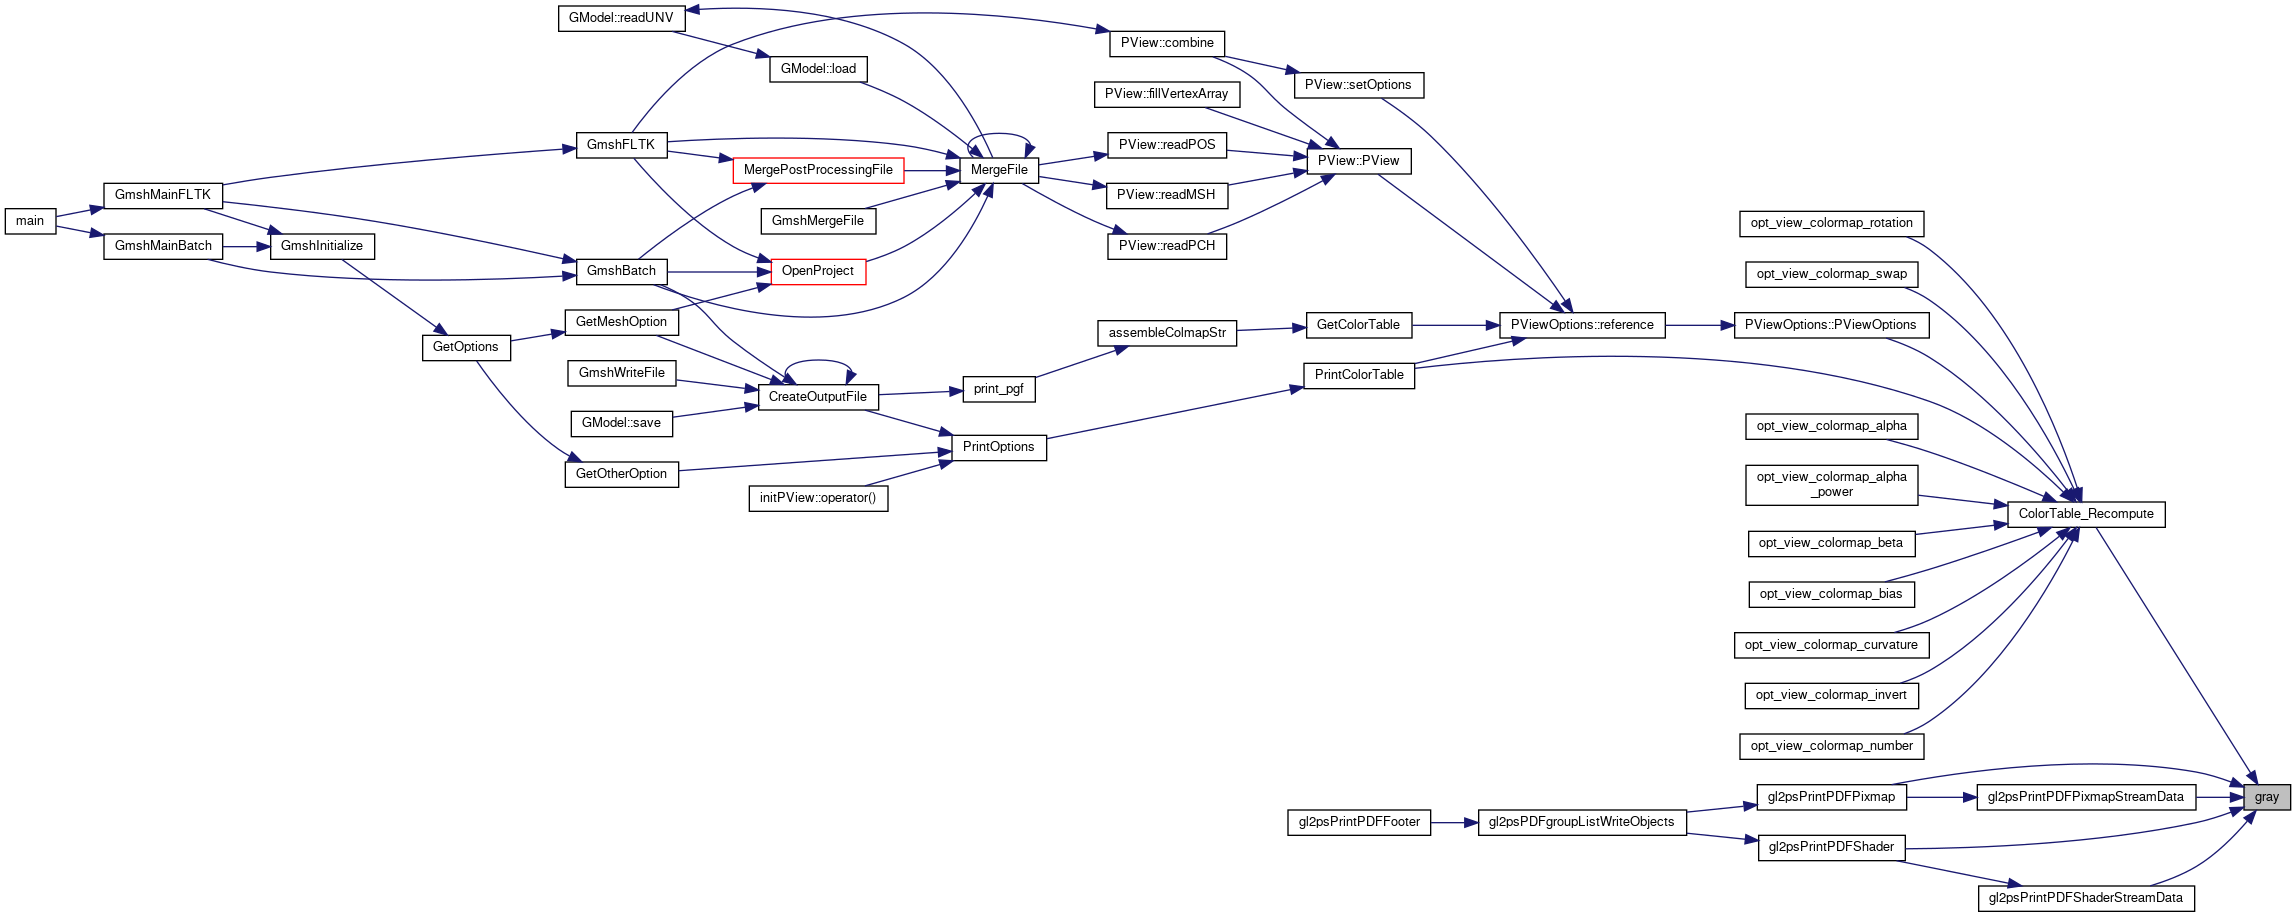 GModel::readUNV
PView::combine
GModel::load
PView::setOptions
PView::fillVertexArray
GmshFLTK
PView::readPOS
PView::PView
MergePostProcessingFile
MergeFile
GmshMainFLTK
PView::readMSH
main
GmshMergeFile
opt_view_colormap_rotation
GmshMainBatch
GmshInitialize
PView::readPCH
GmshBatch
OpenProject
opt_view_colormap_swap
GetMeshOption
GetColorTable
PViewOptions::reference
PViewOptions::PViewOptions
assembleColmapStr
GetOptions
GmshWriteFile
PrintColorTable
CreateOutputFile
print_pgf
GModel::save
opt_view_colormap_alpha
PrintOptions
GetOtherOption
opt_view_colormap_alpha
_power
initPView::operator()
ColorTable_Recompute
opt_view_colormap_beta
opt_view_colormap_bias
opt_view_colormap_curvature
opt_view_colormap_invert
opt_view_colormap_number
gl2psPrintPDFPixmap
gl2psPrintPDFPixmapStreamData
gray
gl2psPrintPDFFooter
gl2psPDFgroupListWriteObjects
gl2psPrintPDFShader
gl2psPrintPDFShaderStreamData